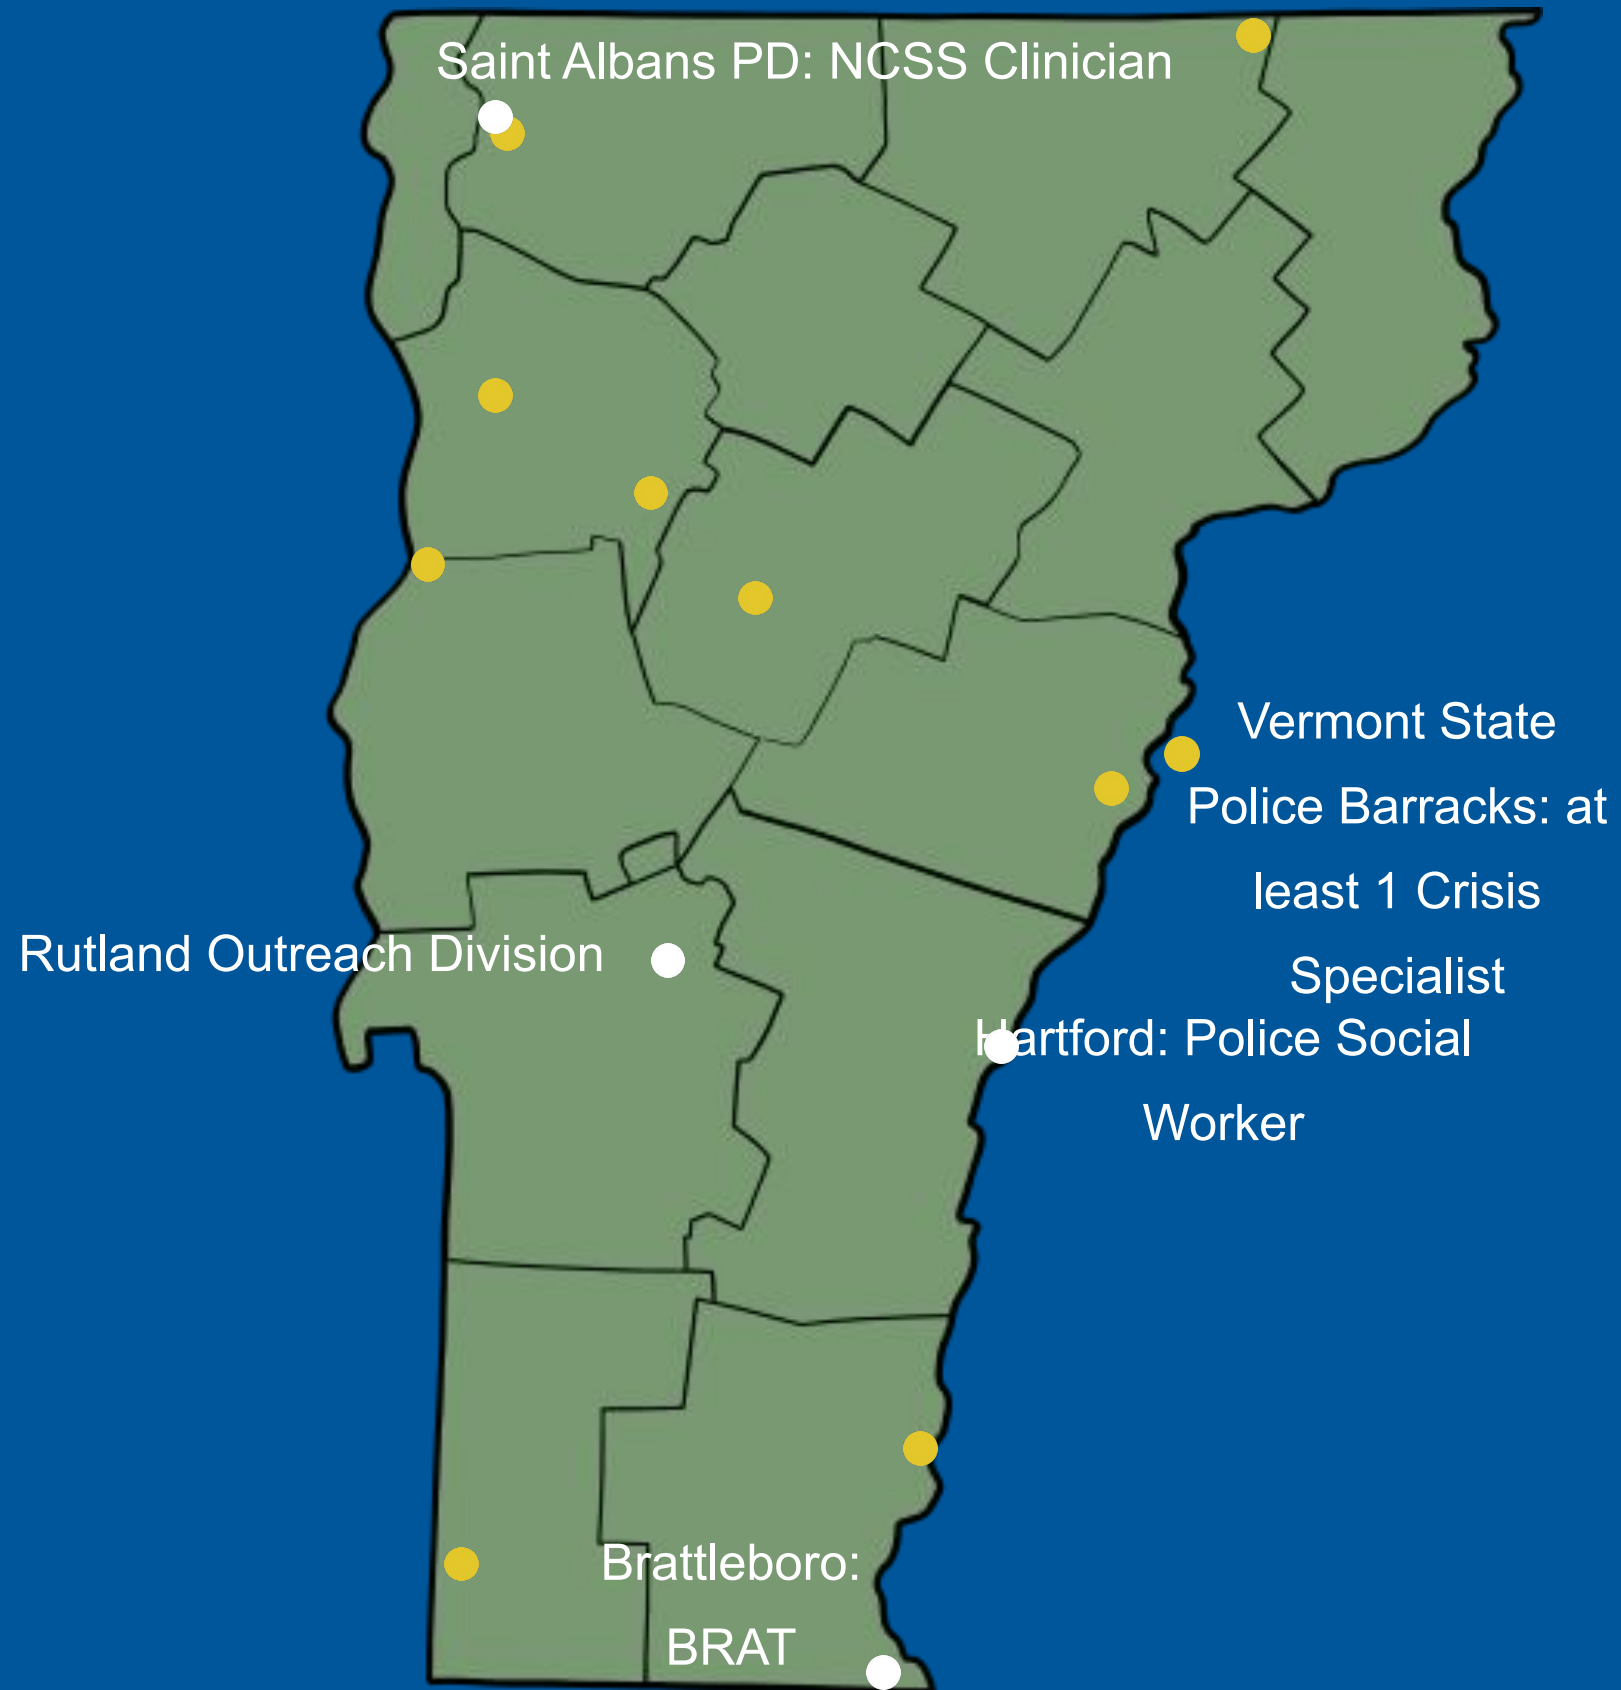 Saint Albans PD: NCSS Clinician
Vermont State
Police Barracks: at
least 1 Crisis
Specialist
Rutland Outreach Division
Hartford: Police Social
Worker
Brattleboro:
BRAT